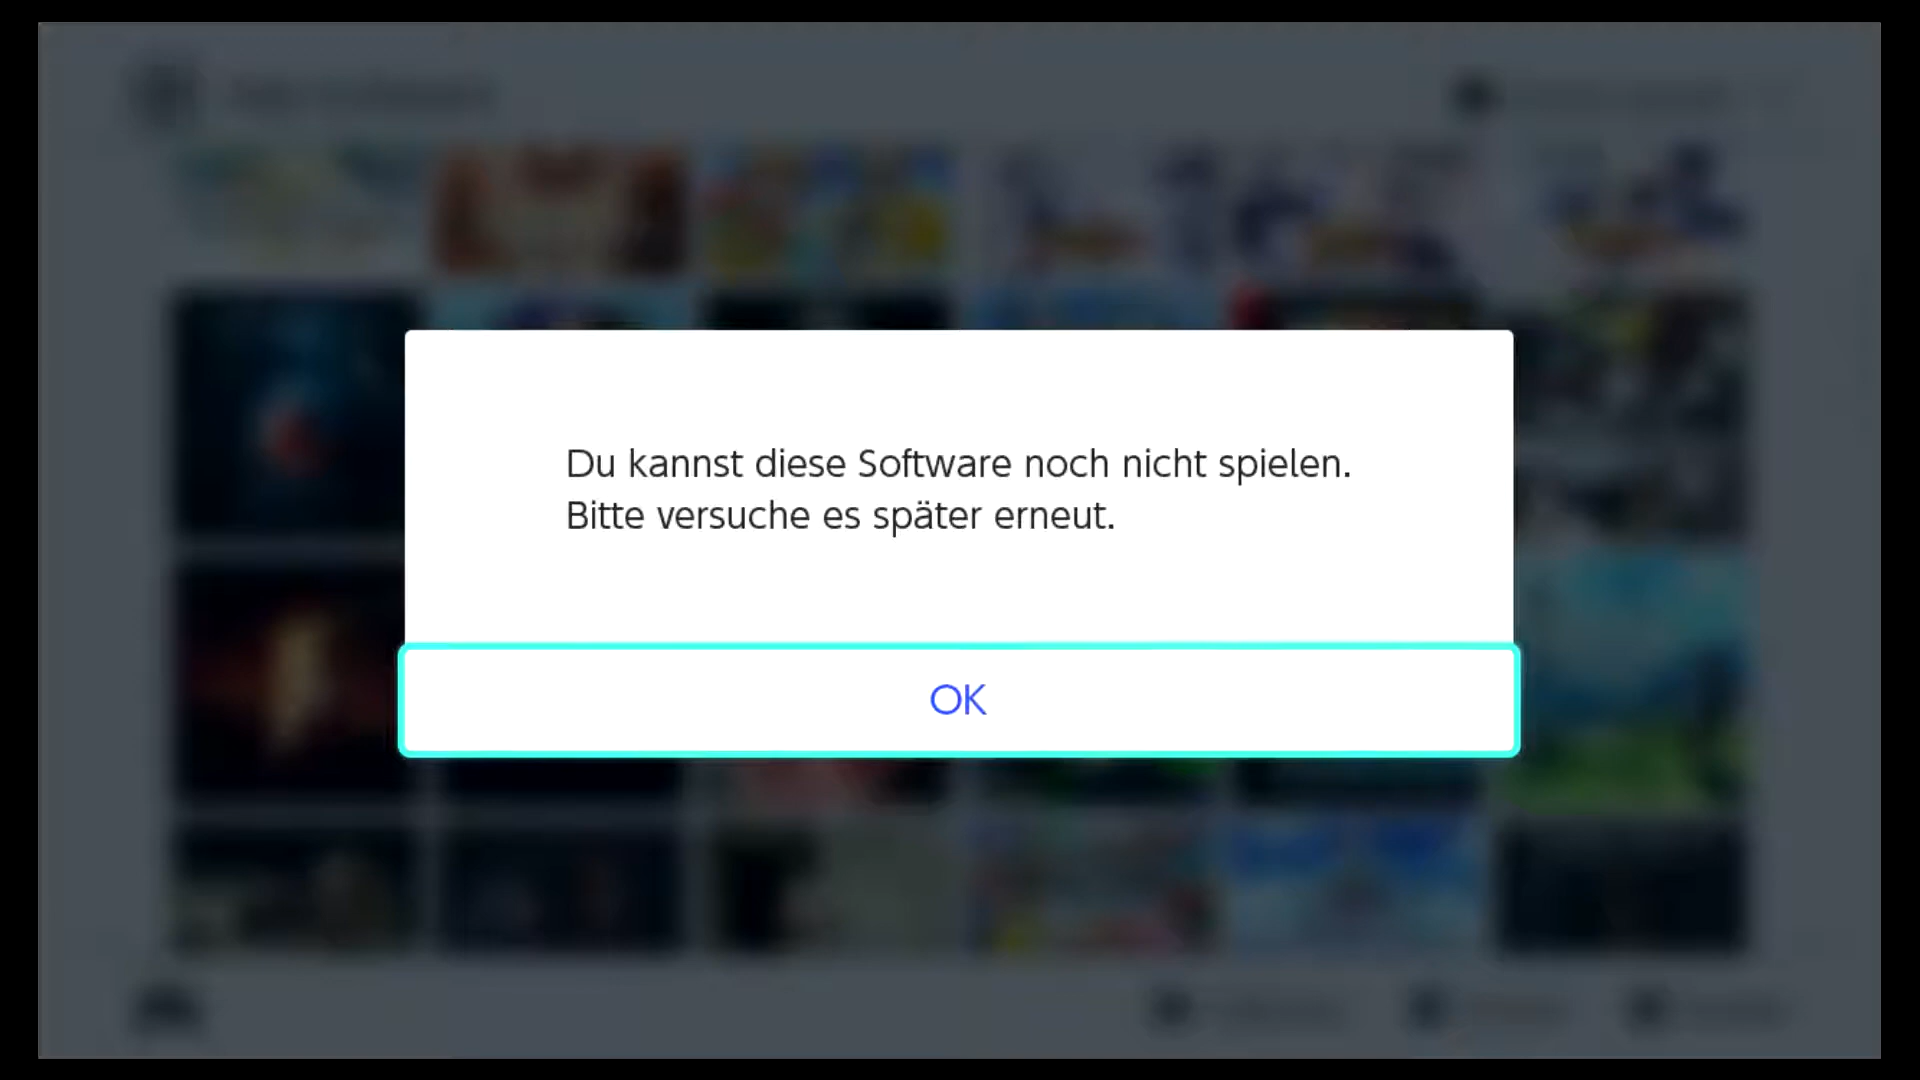 Du kannst diese Software noch nicht spielen.
Bitte versuche es später erneut.
OK